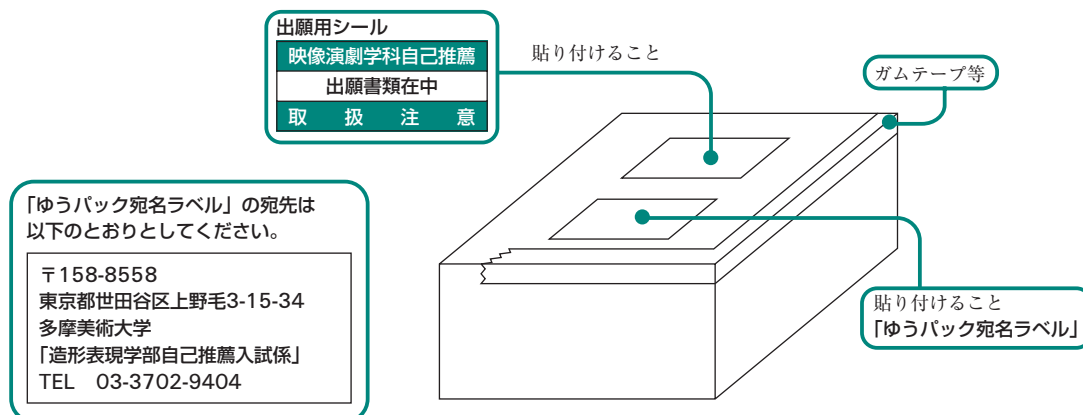 出願用シール
映像演劇学科自己推薦
出願書類在中
取扱注意
貼り付けること
ガムテープ等
「ゆうパック宛名ラベル」の宛先は
以下のとおりとしてください。
〒158-8558
東京都世田谷区上野毛3-15-34
多摩美術大学
「造形表現学部自己推薦入試係」
TEL　03-3702-9404
貼り付けること
「ゆうパック宛名ラベル」